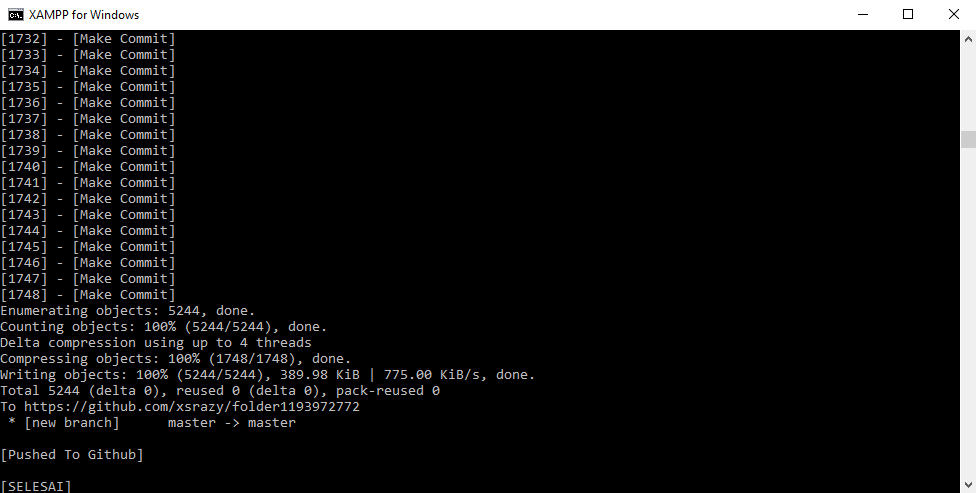 XAMPP for Windows
[1732] - [Make Commit]
[1733] - [Make Commit]
[1734] - [Make Commit]
[1735] - [Make Commit]
[1736] - [Make Commit]
[1737] - [Make Commit]
[1738] - [Make Commit]
[1739] - [Make Commit]
[1740] - [Make Commit]
[1741] - [Make Commit]
[1742] - [Make Commit]
[1743] - [Make Commit]
[1744] - [Make Commit]
[1745] - [Make Commit]
[1746] - [Make Commit]
[1747] - [Make Commit]
[1748] - [Make Commit]
Enumerating objects: 5244, done.
Counting objects: 100% (5244/5244), done.
Delta compression using up to 4 threads
Compressing objects: 100% (1748/1748), done.
Writing objects: 100% (5244/5244), 389.98 KiB | 775.00 KiB/s, done.
Total 5244 (delta 0), reused 0 (delta 0), pack-reused 0
To https://github.com/xsrazy/folder1193972772
 * [new branch]      master -> master
[Pushed To Github]
[SELESAI]